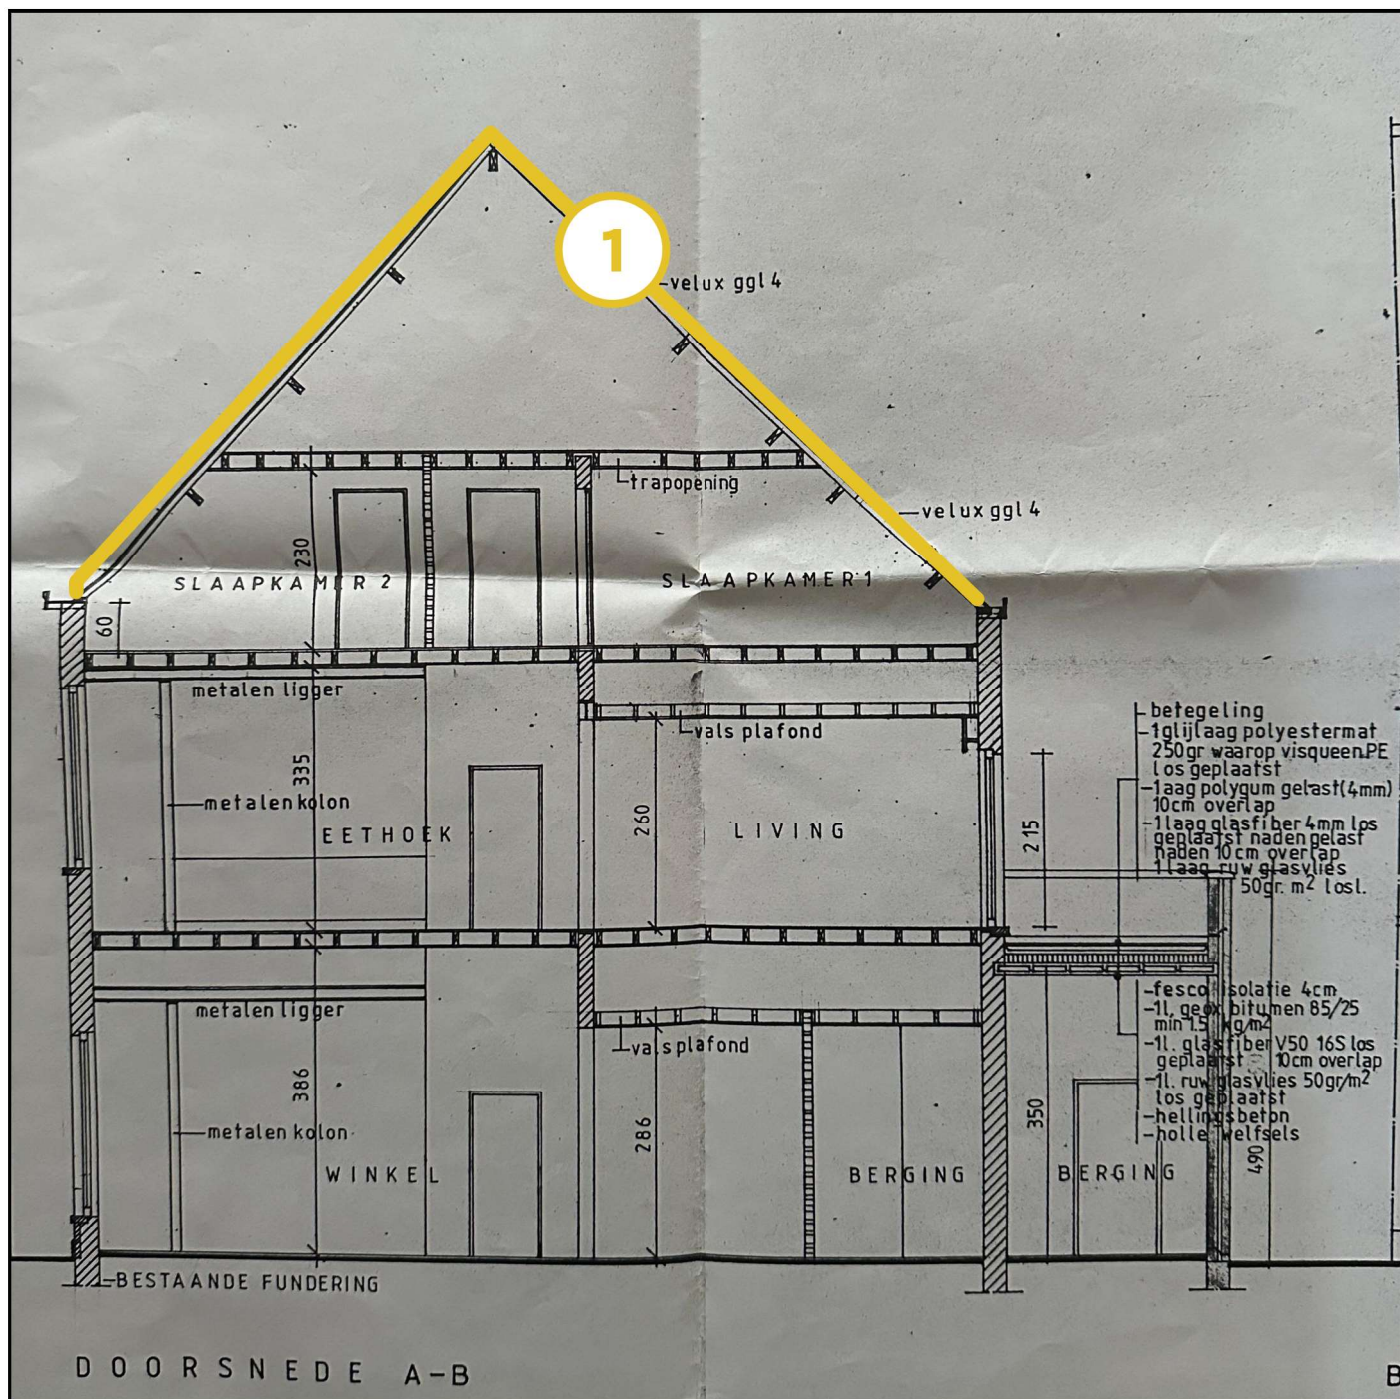 1
velux ggl 4
trapopening
velux ggl 4
230
SLAAPKAMER 2
SLAAPKAMER 1
60
metalen ligger
vals plafond
335
metalen kolon
EETHOEK
260
LIVING
215
betegeling
1 glijlaag polyestermat
250gr waarop visqueen PE
los geplaatst
1 laag polygum gelast (4mm)
10cm overlap
1 laag glasfiber 4mm los
geplaatst naden gelast
naden 10 cm overlap
1 laag ruw glasvlies
50gr. m² losl.
metalen ligger
vals plafond
386
metalen kolon
286
WINKEL
BERGING
350
BERGING
490
fesco isolatie 4cm
1l. geox bitumen 85/25
min 1.5 kg/m²
1l. glasfiber V50 16S los
geplaatst 10cm overlap
1l. ruw glasvlies 50gr/m²
los geplaatst
hellingsbeton
holle welfsels
BESTAANDE FUNDERING
DOORSNEDE A-B
B